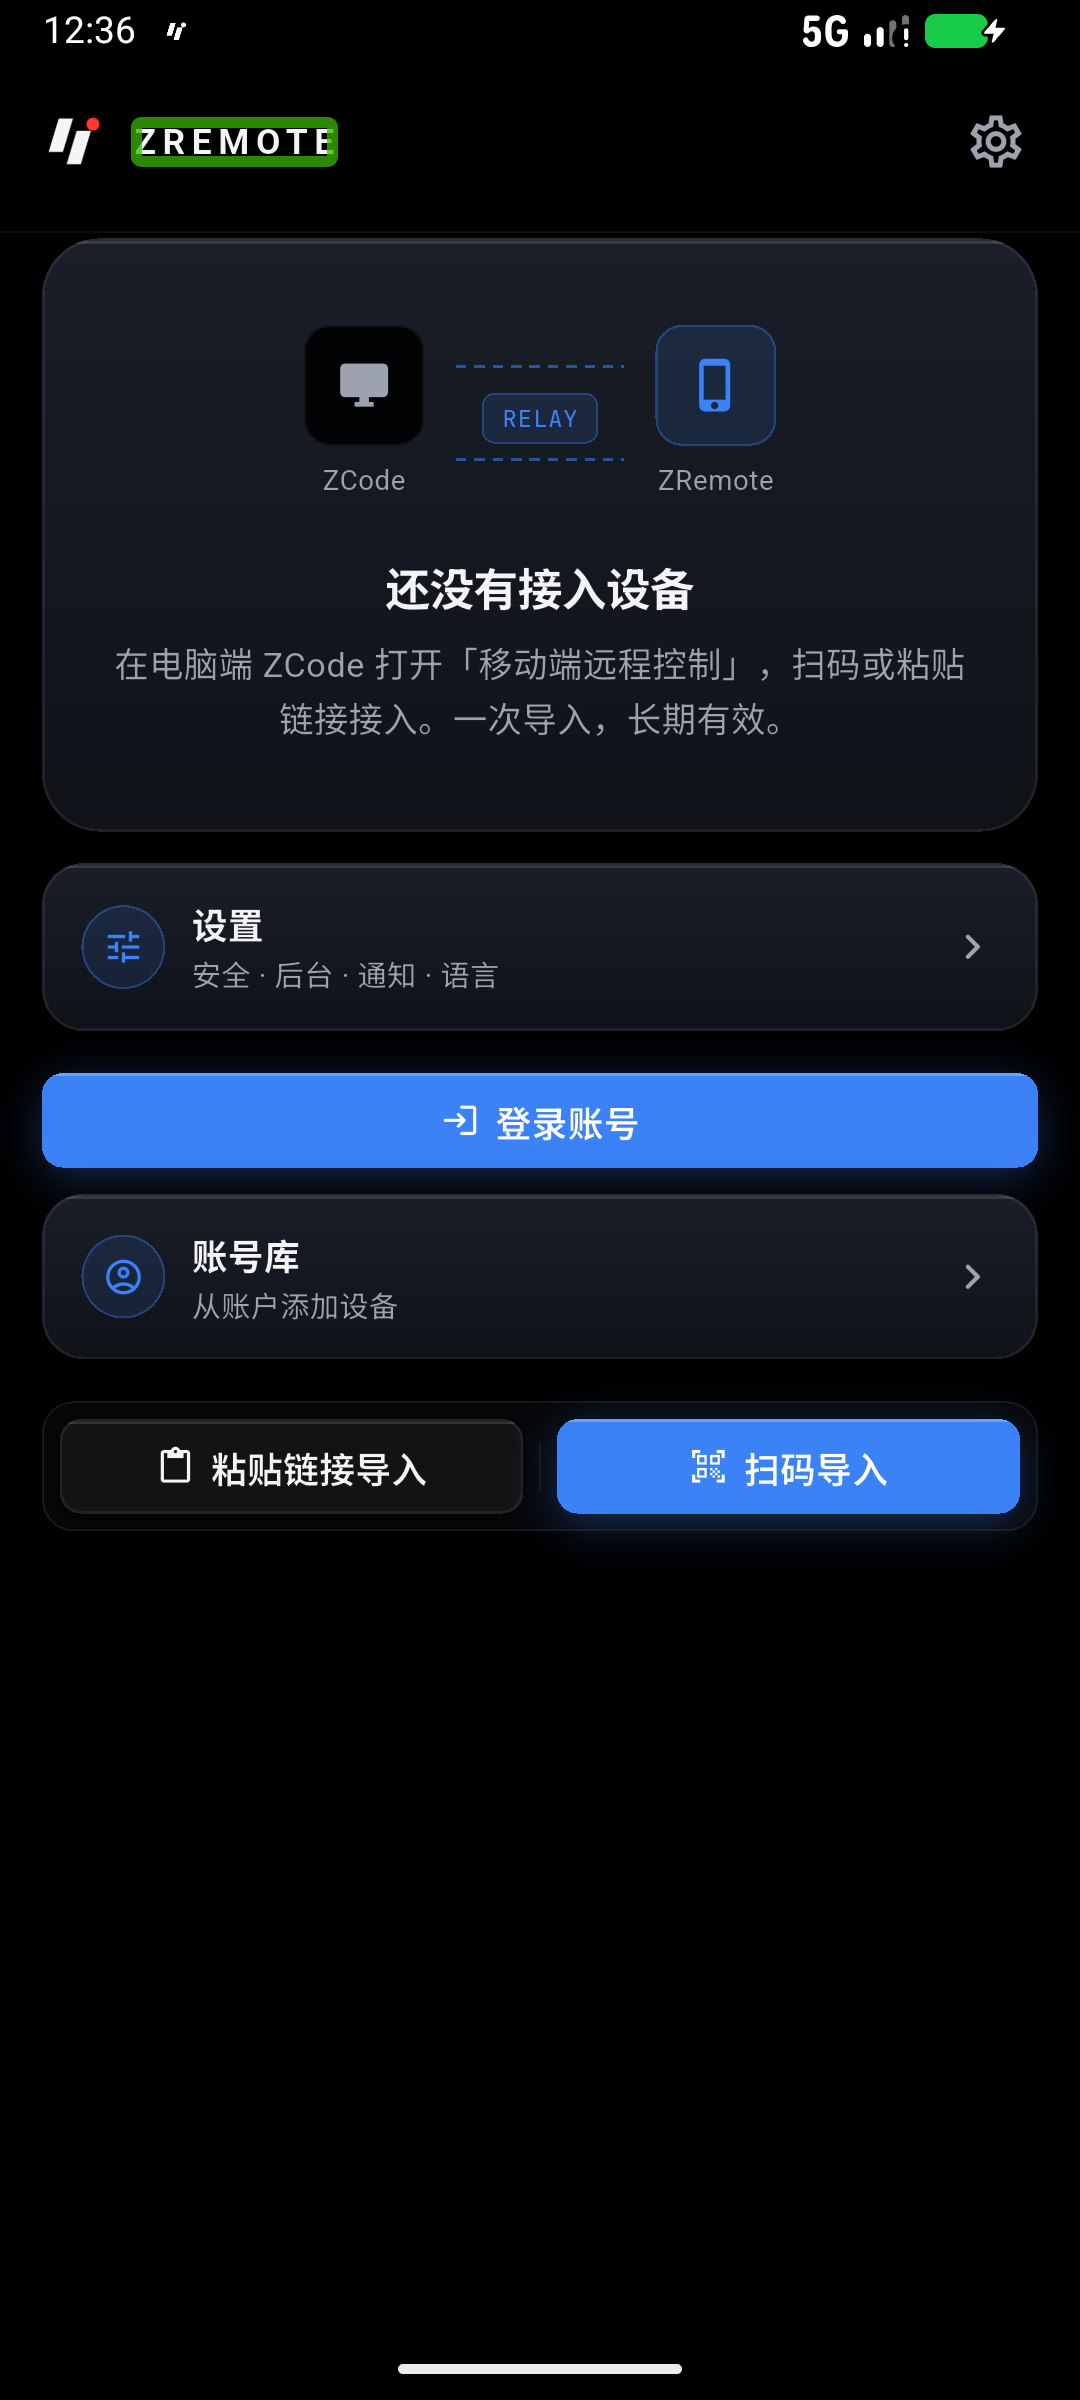 12:36
5G
ZREMOTE
RELAY
ZCode
ZRemote
还没有接入设备
在电脑端 ZCode 打开「移动端远程控制」，扫码或粘贴
链接接入。一次导入，长期有效。
设置
安全 · 后台 · 通知 · 语言
登录账号
账号库
从账户添加设备
粘贴链接导入
扫码导入